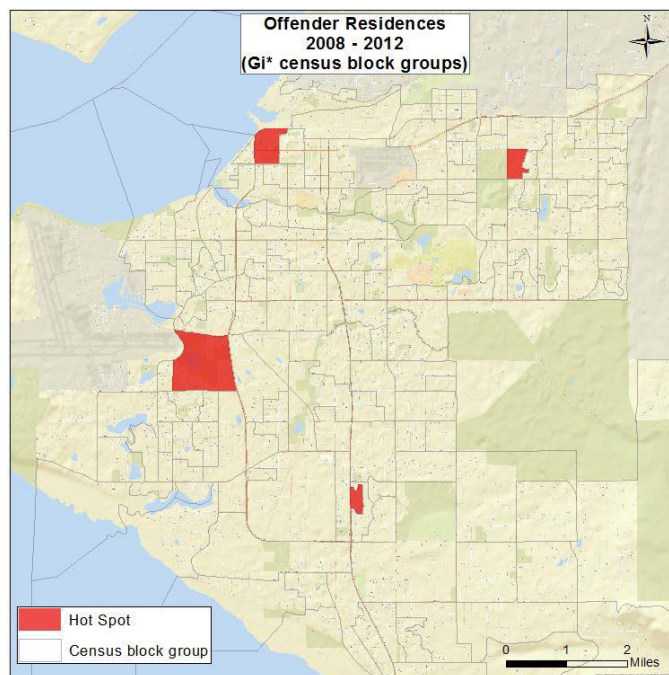 Offender Residences
2008 - 2012
(Gi* census block groups)
N
Hot Spot
Census block group
0 1 2
Miles